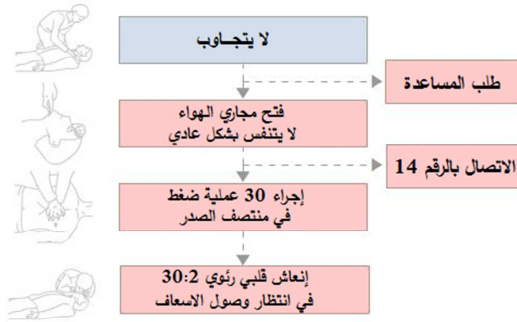 لا يتجــاوب
طلب المساعدة
فتح مجاري الهواء
لا يتنفس بشكل عادي
الاتصال بالرقم 14
إجراء 30 عملية ضغط
في منتصف الصدر
إنعاش قلبي رئوي 30:2
في انتظار وصول الاسعاف